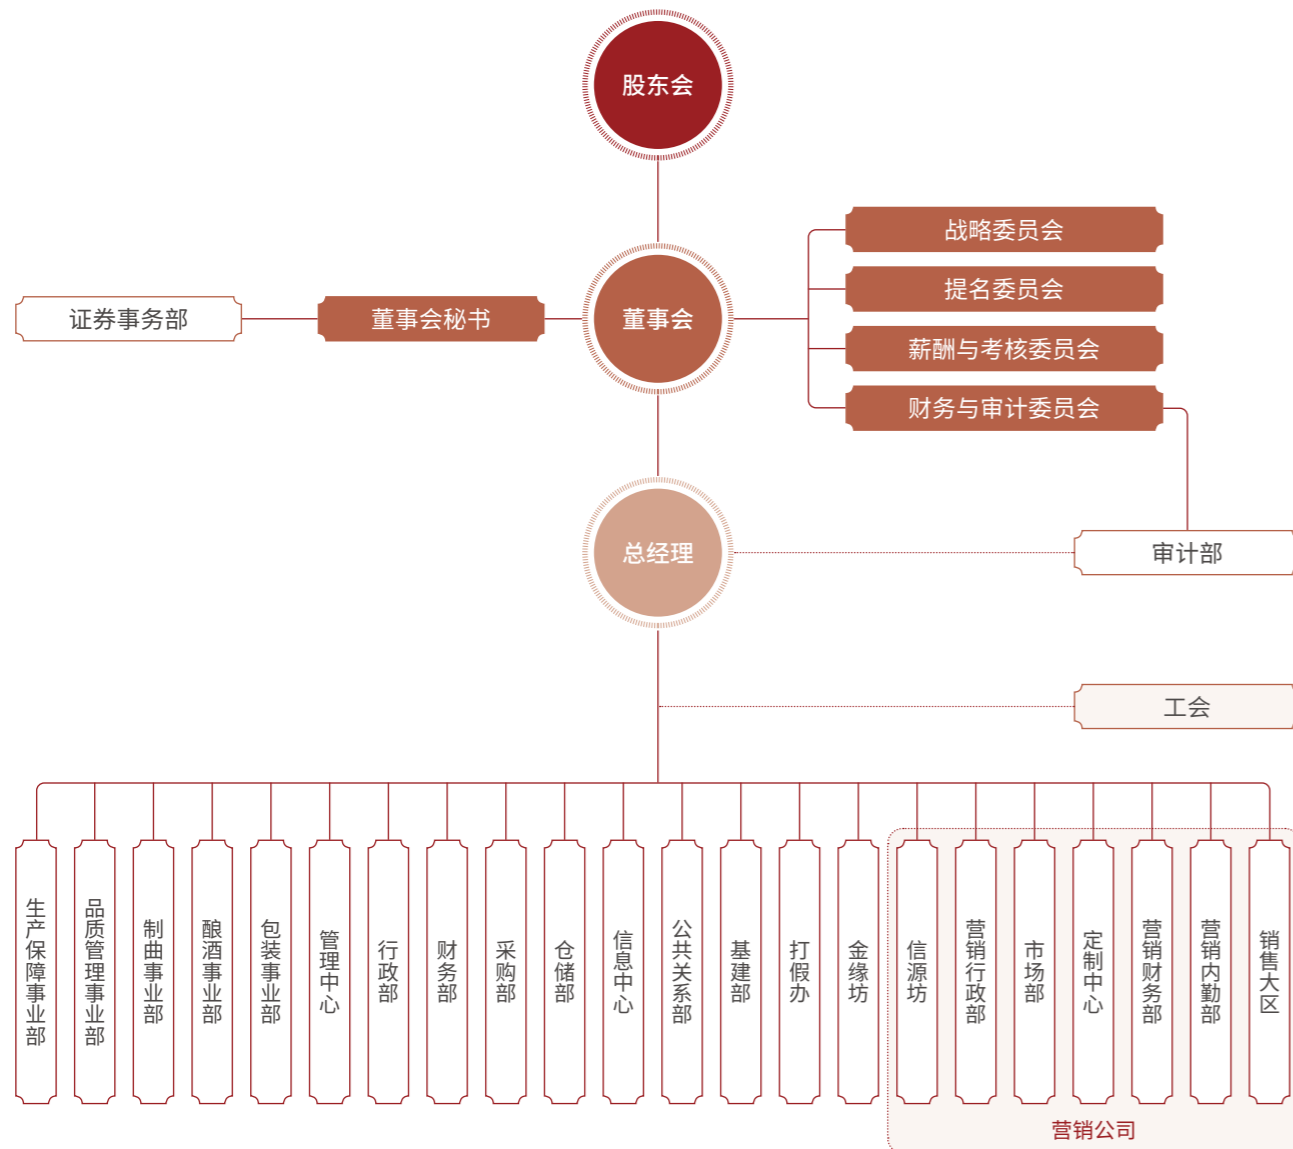 股东会
战略委员会
提名委员会
证券事务部
董事会秘书
董事会
薪酬与考核委员会
财务与审计委员会
总经理
审计部
工会
生产保障事业部
品质管理事业部
制曲事业部
酿酒事业部
包装事业部
管理中心
行政部
财务部
采购部
仓储部
信息中心
公共关系部
基建部
打假办
金缘坊
信源坊
营销行政部
市场部
定制中心
营销财务部
营销内勤部
销售大区
营销公司